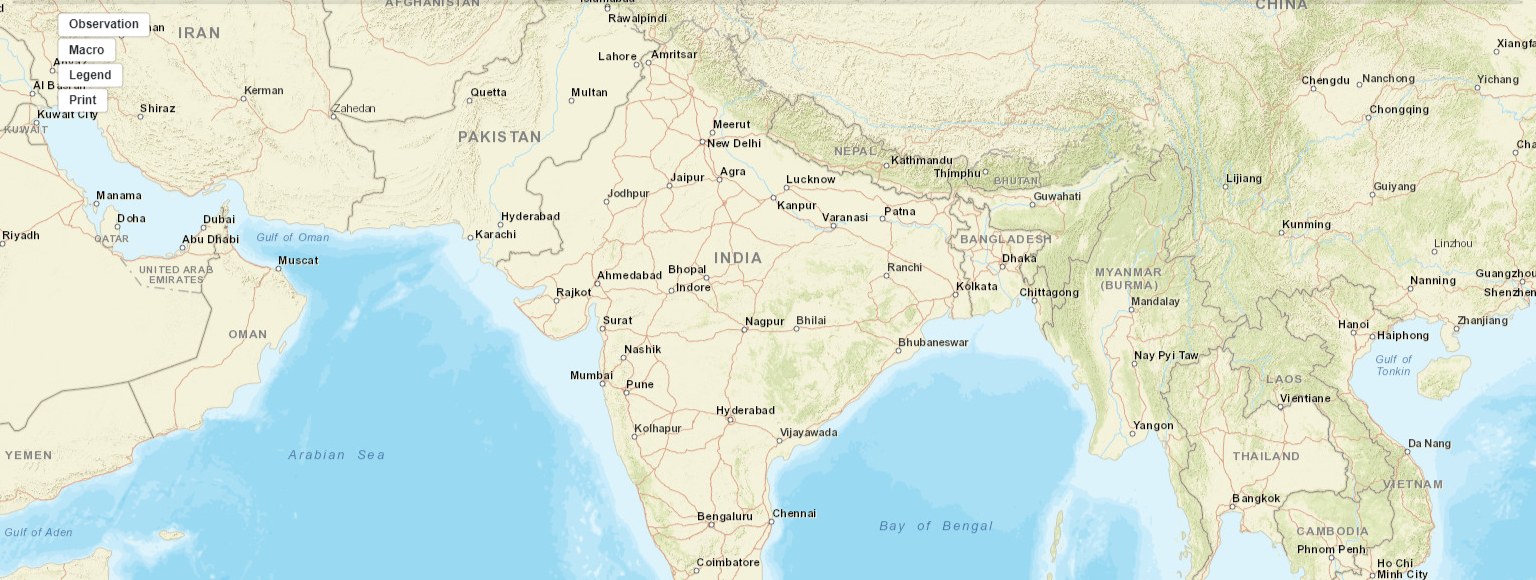 AFGHANISTAN
CHINA
Rawalpindi
Observation
IRAN
Macro
Lahore
Amritsar
Xiangfa
Legend
Al Basrah
Chengdu
Nanchong
Yichang
Print
Kerman
Quetta
Multan
Shiraz
Zahedan
Kuwait City
Chongqing
KUWAIT
PAKISTAN
Meerut
New Delhi
Cha
NEPAL
Kathmandu
Thimphu
BHUTAN
Jaipur
Agra
Lucknow
Lijiang
Guiyang
Manama
Jodhpur
Kanpur
Guwahati
Doha
Dubai
Hyderabad
Varanasi
Patna
Kunming
Riyadh
QATAR
Abu Dhabi
Gulf of Oman
Karachi
BANGLADESH
Linzhou
Muscat
INDIA
Dhaka
UNITED ARAB
EMIRATES
Ahmedabad
Bhopal
Ranchi
MYANMAR
(BURMA)
Nanning
Guangzhou
Rajkot
Indore
Kolkata
Chittagong
Shenzhen
Mandalay
Surat
Nagpur
Bhilai
Hanoi
Zhanjiang
OMAN
Haiphong
Nashik
Bhubaneswar
Nay Pyi Taw
Gulf of
Tonkin
Mumbai
Pune
LAOS
Vientiane
Hyderabad
Kolhapur
Vijayawada
Yangon
Da Nang
YEMEN
Arabian Sea
THAILAND
VIETNAM
Bengaluru
Chennai
Bangkok
Gulf of Aden
Bay of Bengal
CAMBODIA
Phnom Penh
Coimbatore
Ho Chi
Minh City